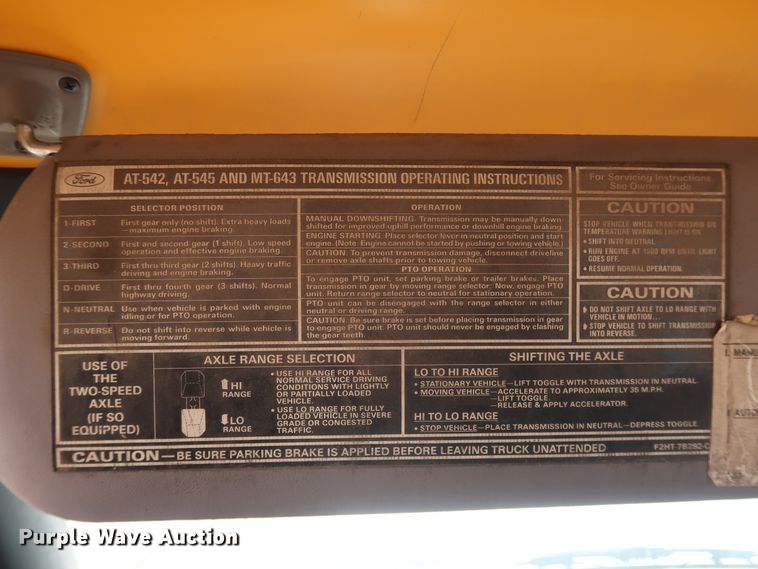 Ford
AT-542, AT-545 AND MT-643 TRANSMISSION OPERATING INSTRUCTIONS
For Servicing Instructions
See Owner Guide
SELECTOR POSITION
1-FIRST First gear only (no shift). Extra heavy loads
—maximum engine braking.
2-SECOND First and second gear (1 shift). Low speed
operation and effective engine braking.
3-THIRD First thru third gear (2 shifts). Heavy traffic
driving and engine braking.
D-DRIVE First thru fourth gear (3 shifts). Normal
highway driving.
N-NEUTRAL Use when vehicle is parked with engine
idling or for PTO operation.
R-REVERSE Do not shift into reverse while vehicle is
moving forward.
OPERATION
MANUAL DOWNSHIFTING. Transmission may be manually down-
shifted for improved uphill performance or downhill engine braking.
ENGINE STARTING. Place selector lever in neutral position and start
engine. (Note: Engine cannot be started by pushing or towing vehicle.)
CAUTION. To prevent transmission damage, disconnect driveline
or remove axle shafts prior to towing vehicle.
PTO OPERATION
To engage PTO unit, set parking brake or trailer brakes. Place
transmission in gear by moving range selector: Now, engage PTO
unit. Return range selector to neutral for stationary operation.
PTO unit can be disengaged with the range selector in either
neutral or driving range.
CAUTION: Be sure brake is set before placing transmission in gear
to engage PTO unit. PTO unit should never be engaged by clashing
the gear teeth.
CAUTION
STOP VEHICLE WHEN TRANSMISSION OIL
TEMPERATURE WARNING LIGHT IS ON.
• SHIFT INTO NEUTRAL.
• RUN ENGINE AT 1500 RPM UNTIL LIGHT
GOES OFF.
• RESUME NORMAL OPERATION.
CAUTION
DO NOT SHIFT AXLE TO LO RANGE WITH
VEHICLE IN MOTION...
STOP VEHICLE TO SHIFT TRANSMISSION
INTO REVERSE.
USE OF
THE
TWO-SPEED
AXLE
(IF SO
EQUIPPED)
AXLE RANGE SELECTION
HI
RANGE
LO
RANGE
• USE HI RANGE FOR ALL
NORMAL SERVICE DRIVING
CONDITIONS WITH LIGHTLY
OR PARTIALLY LOADED
VEHICLE.
• USE LO RANGE FOR FULLY
LOADED VEHICLE IN SEVERE
GRADE OR CONGESTED
TRAFFIC.
SHIFTING THE AXLE
LO TO HI RANGE
• STATIONARY VEHICLE—LIFT TOGGLE WITH TRANSMISSION IN NEUTRAL.
• MOVING VEHICLE—ACCELERATE TO APPROXIMATELY 35 M.P.H.
—LIFT TOGGLE
—RELEASE & APPLY ACCELERATOR.
HI TO LO RANGE
• STOP VEHICLE—PLACE TRANSMISSION IN NEUTRAL—DEPRESS TOGGLE.
CAUTION—BE SURE PARKING BRAKE IS APPLIED BEFORE LEAVING TRUCK UNATTENDED
F2HT-7B292-C
Purple Wave Auction